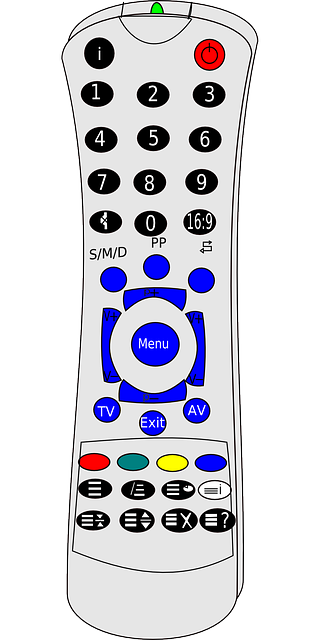 i
1 2 3
4 5 6
7 8 9
0 16:9
S/M/D PP
Menu
TV Exit AV
i
X ?